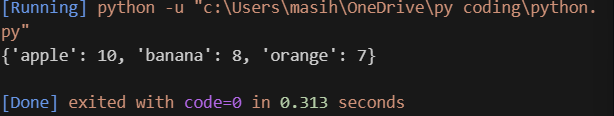 [Running] python -u "c:\Users\masih\OneDrive\py coding\python.
py"
{'apple': 10, 'banana': 8, 'orange': 7}
[Done] exited with code=0 in 0.313 seconds